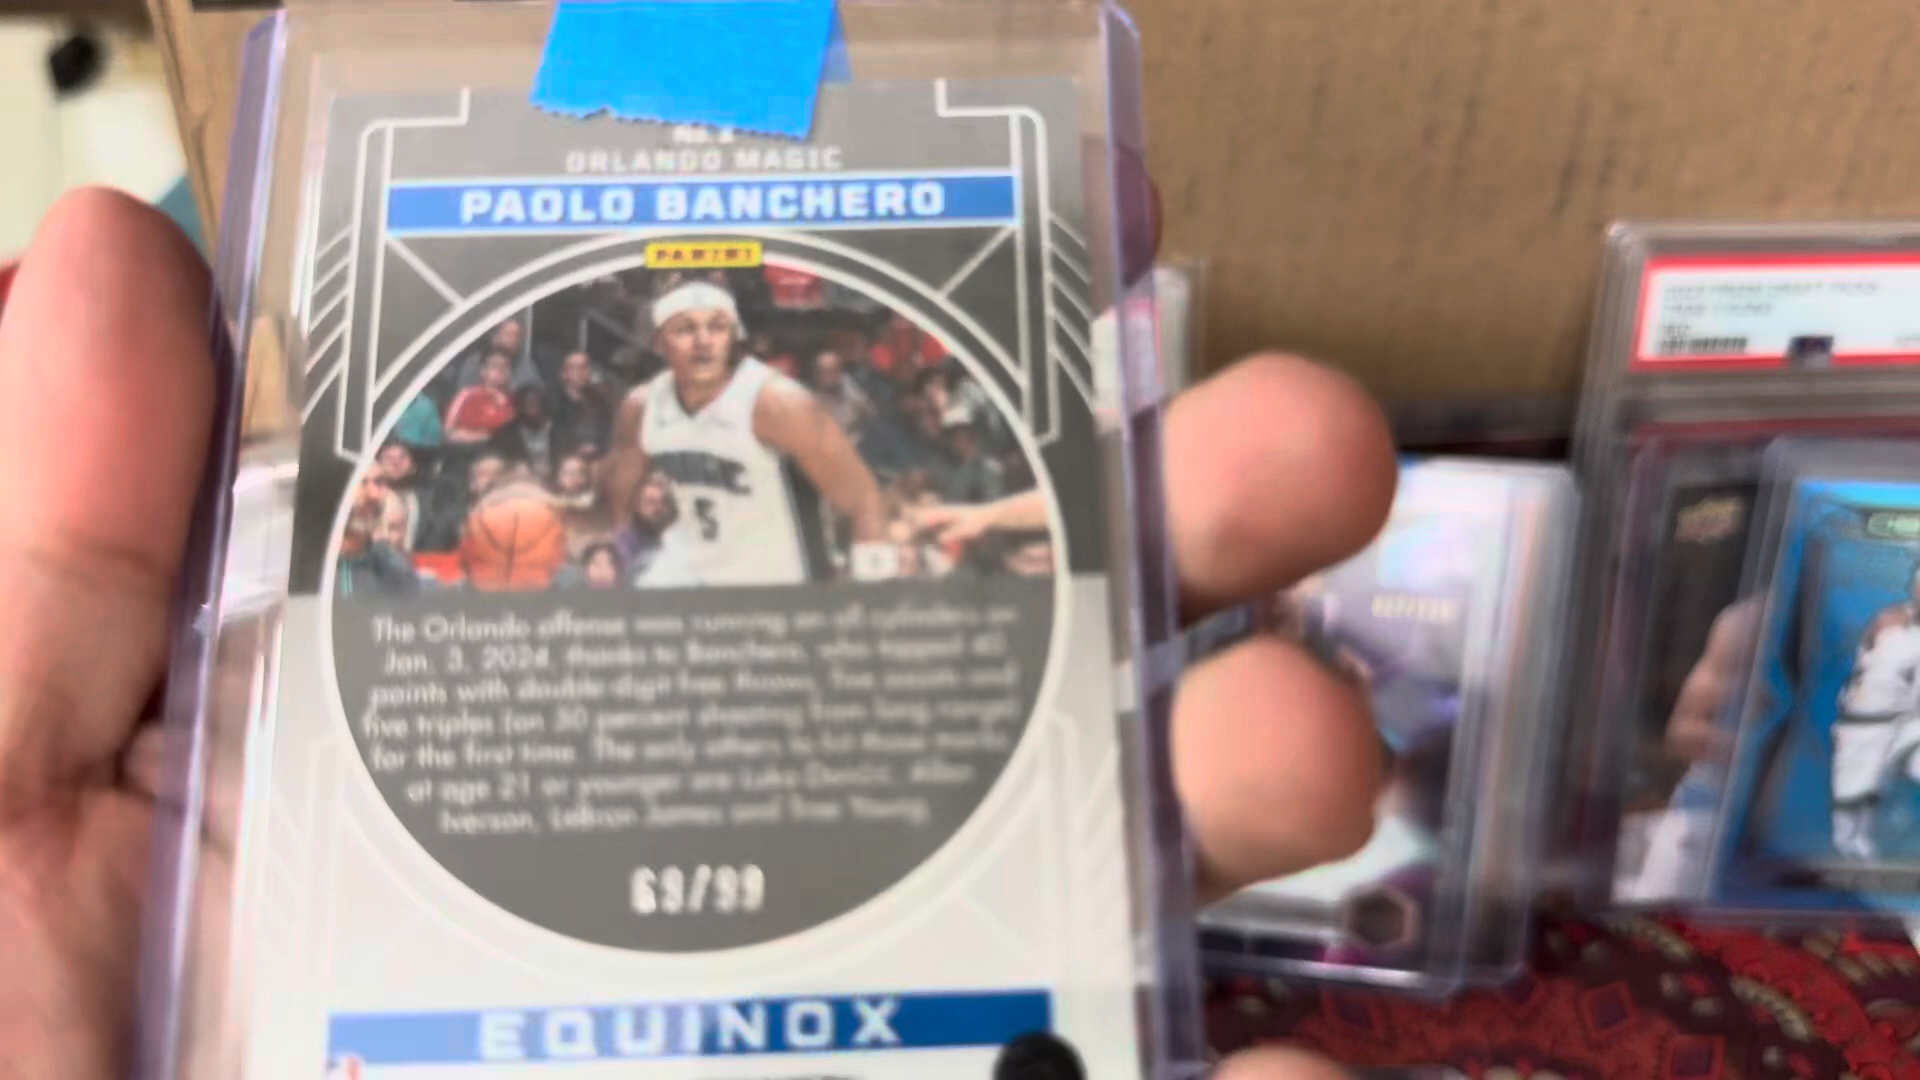 ORLANDO MAGIC
PAOLO BANCHERO
PANINI
5
The Orlando offense was running on all cylinders on
Jan. 3, 2024, thanks to Banchero, who topped 40
points with double-digit free throws, five assists and
five triples (on 50 percent shooting from long range)
for the first time. The only others to hit those marks
at age 21 or younger are Luka Doncic, Allen
Iverson, LeBron James and Trae Young.
69/99
EQUINOX